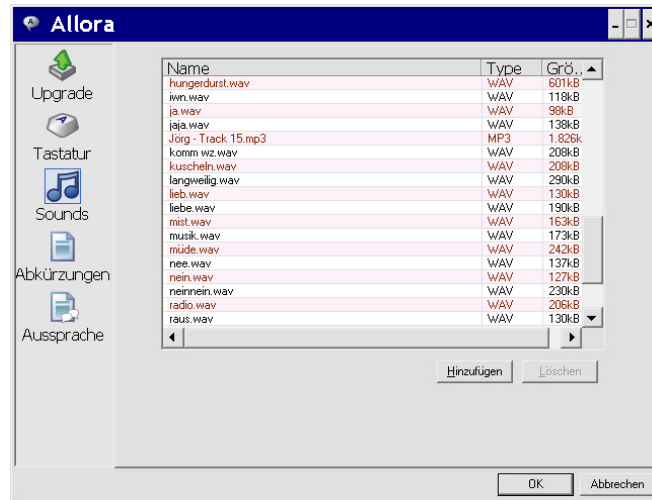 Allora
Upgrade
Tastatur
Sounds
Abkürzungen
Aussprache
Name Type Grö..
hungerdurst.wav WAV 601kB
iwn.wav WAV 118kB
ja.wav WAV 98kB
jaja.wav WAV 138kB
Jörg - Track 15.mp3 MP3 1.826k
komm wz.wav WAV 208kB
kuscheln.wav WAV 208kB
langweilig.wav WAV 290kB
lieb.wav WAV 130kB
liebe.wav WAV 190kB
mist.wav WAV 163kB
musik.wav WAV 173kB
müde.wav WAV 242kB
nee.wav WAV 137kB
nein.wav WAV 127kB
neinnein.wav WAV 230kB
radio.wav WAV 206kB
raus.wav WAV 130kB
Hinzufügen Löschen
OK Abbrechen